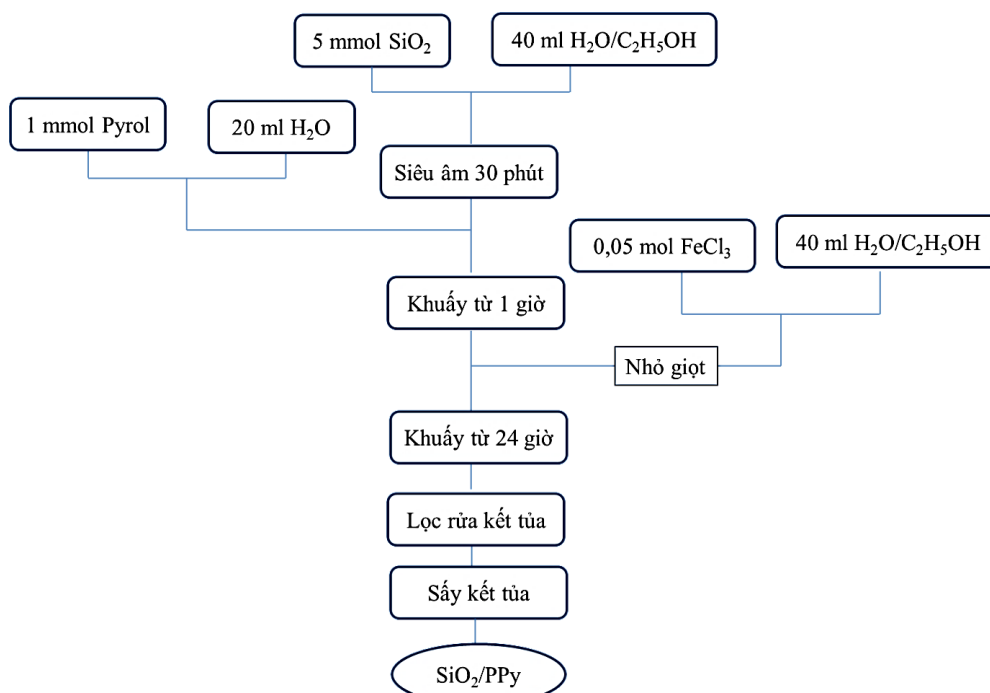 5 mmol SiO₂
40 ml H₂O/C₂H₅OH
1 mmol Pyrol
20 ml H₂O
Siêu âm 30 phút
0,05 mol FeCl₃
40 ml H₂O/C₂H₅OH
Khuấy từ 1 giờ
Nhỏ giọt
Khuấy từ 24 giờ
Lọc rửa kết tủa
Sấy kết tủa
SiO₂/PPy